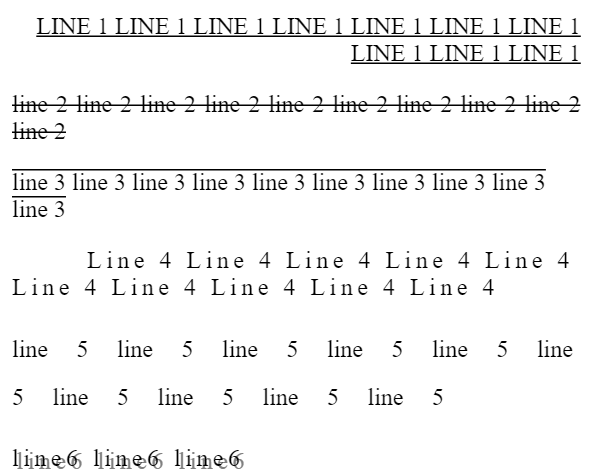 LINE 1 LINE 1 LINE 1 LINE 1 LINE 1 LINE 1 LINE 1
LINE 1 LINE 1 LINE 1
line 2 line 2 line 2 line 2 line 2 line 2 line 2 line 2 line 2
line 2
line 3 line 3 line 3 line 3 line 3 line 3 line 3 line 3 line 3
line 3
Line 4 Line 4 Line 4 Line 4 Line 4
Line 4 Line 4 Line 4 Line 4 Line 4
line 5 line 5 line 5 line 5 line 5 line
5 line 5 line 5 line 5 line 5
line6 line6 line6